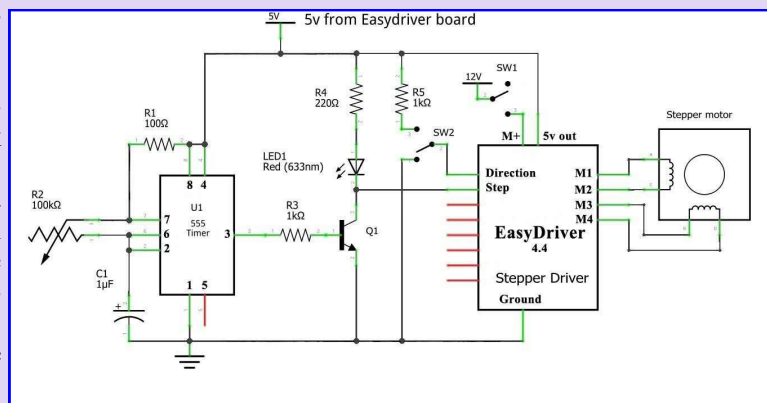 5V
5v from Easydriver board
R4
220Ω
R5
1kΩ
12V
SW1
Stepper motor
R1
100Ω
SW2
M+
5v out
LED1
Red (633nm)
8 4
Direction
Step
M1
M2
M3
M4
R2
100kΩ
7
6
2
U1
555
Timer
3
R3
1kΩ
Q1
EasyDriver
4.4
Stepper Driver
C1
1µF
+
1 5
Ground